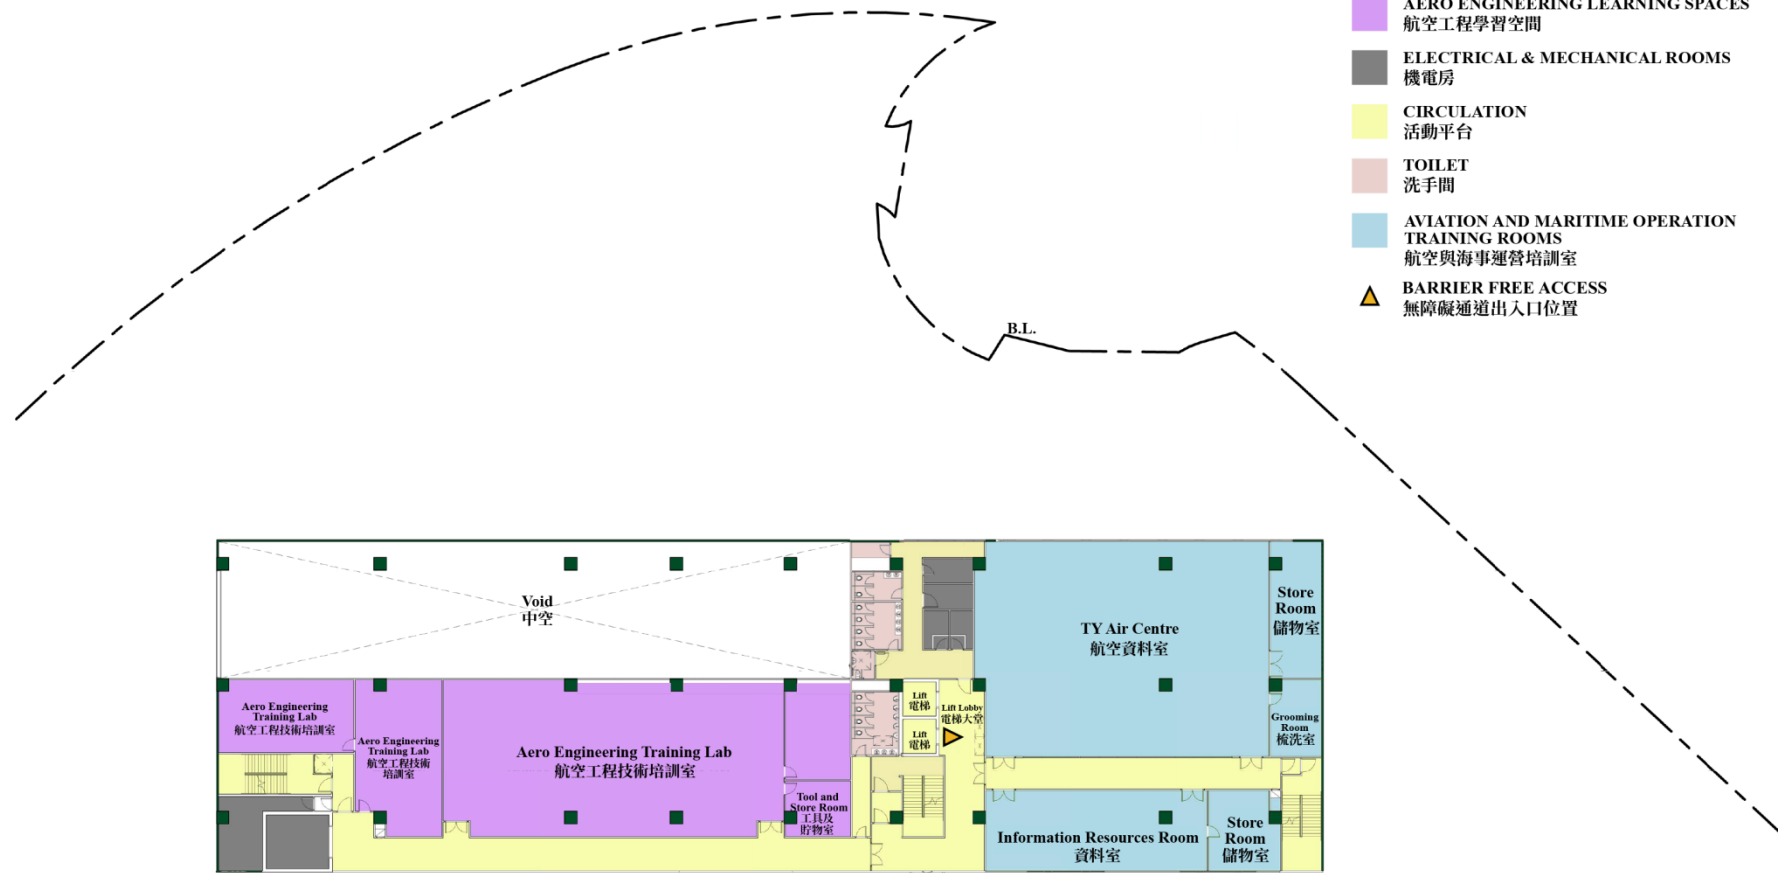 AERO ENGINEERING LEARNING SPACES
航空工程學習空間
ELECTRICAL & MECHANICAL ROOMS
機電房
CIRCULATION
活動平台
TOILET
洗手間
AVIATION AND MARITIME OPERATION
TRAINING ROOMS
航空與海事運營培訓室
BARRIER FREE ACCESS
無障礙通道出入口位置
B.L.
Void
中空
TY Air Centre
航空資料室
Store
Room
儲物室
Aero Engineering
Training Lab
航空工程技術培訓室
Aero Engineering
Training Lab
航空工程技術
培訓室
Aero Engineering Training Lab
航空工程技術培訓室
Tool and
Store Room
工具及
貯物室
Lift
電梯
Lift
電梯
Lift Lobby
電梯大堂
Grooming
Room
梳洗室
Information Resources Room
資料室
Store
Room
儲物室